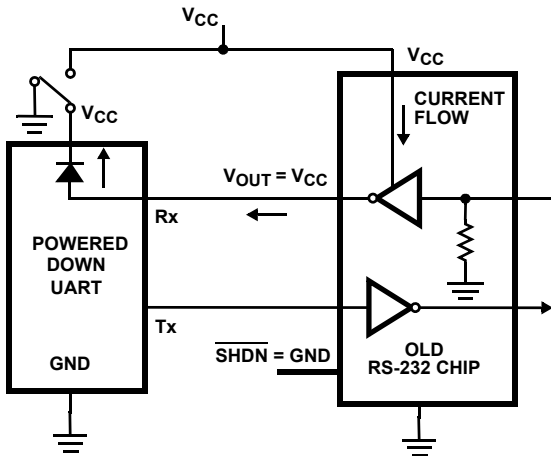 VCC
VCC
VCC
CURRENT
FLOW
VOUT = VCC
Rx
POWERED
DOWN
UART
Tx
GND
SHDN = GND
OLD
RS-232 CHIP